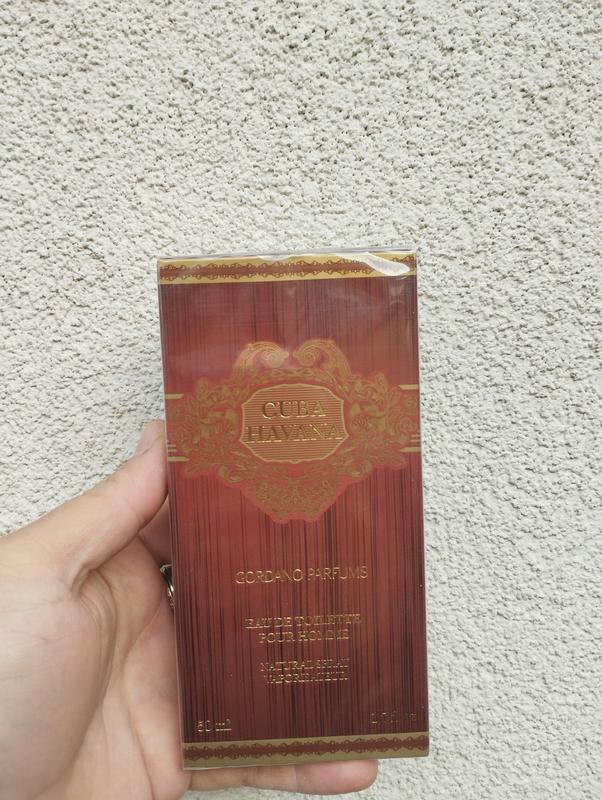 CUBA
HAVANA
GORDANO PARFUMS
EAU DE TOILETTE
POUR HOMME
NATURAL SPRAY
VAPORISATEUR
50 ml